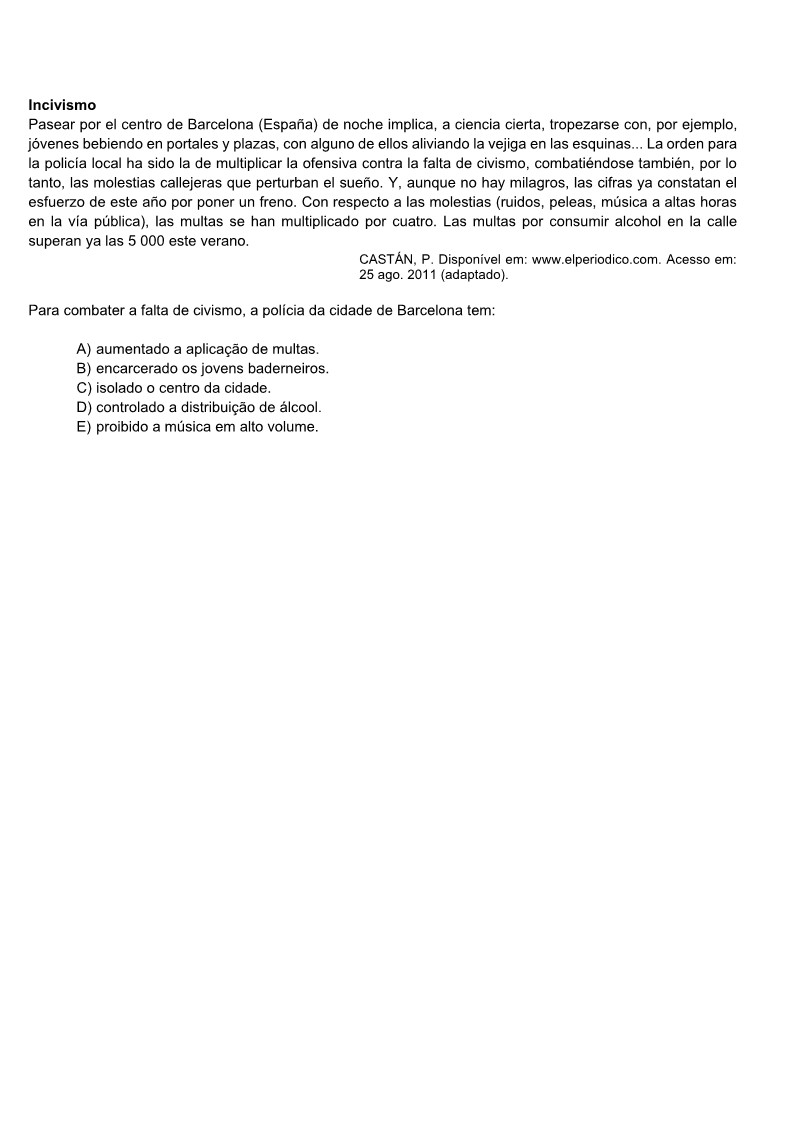 Incivismo
Pasear por el centro de Barcelona (España) de noche implica, a ciencia cierta, tropezarse con, por ejemplo,
jóvenes bebiendo en portales y plazas, con alguno de ellos aliviando la vejiga en las esquinas... La orden para
la policía local ha sido la de multiplicar la ofensiva contra la falta de civismo, combatiéndose también, por lo
tanto, las molestias callejeras que perturban el sueño. Y, aunque no hay milagros, las cifras ya constatan el
esfuerzo de este año por poner un freno. Con respecto a las molestias (ruidos, peleas, música a altas horas
en la vía pública), las multas se han multiplicado por cuatro. Las multas por consumir alcohol en la calle
superan ya las 5 000 este verano.
CASTÁN, P. Disponível em: www.elperiodico.com. Acesso em:
25 ago. 2011 (adaptado).
Para combater a falta de civismo, a polícia da cidade de Barcelona tem:
A) aumentado a aplicação de multas.
B) encarcerado os jovens baderneiros.
C) isolado o centro da cidade.
D) controlado a distribuição de álcool.
E) proibido a música em alto volume.